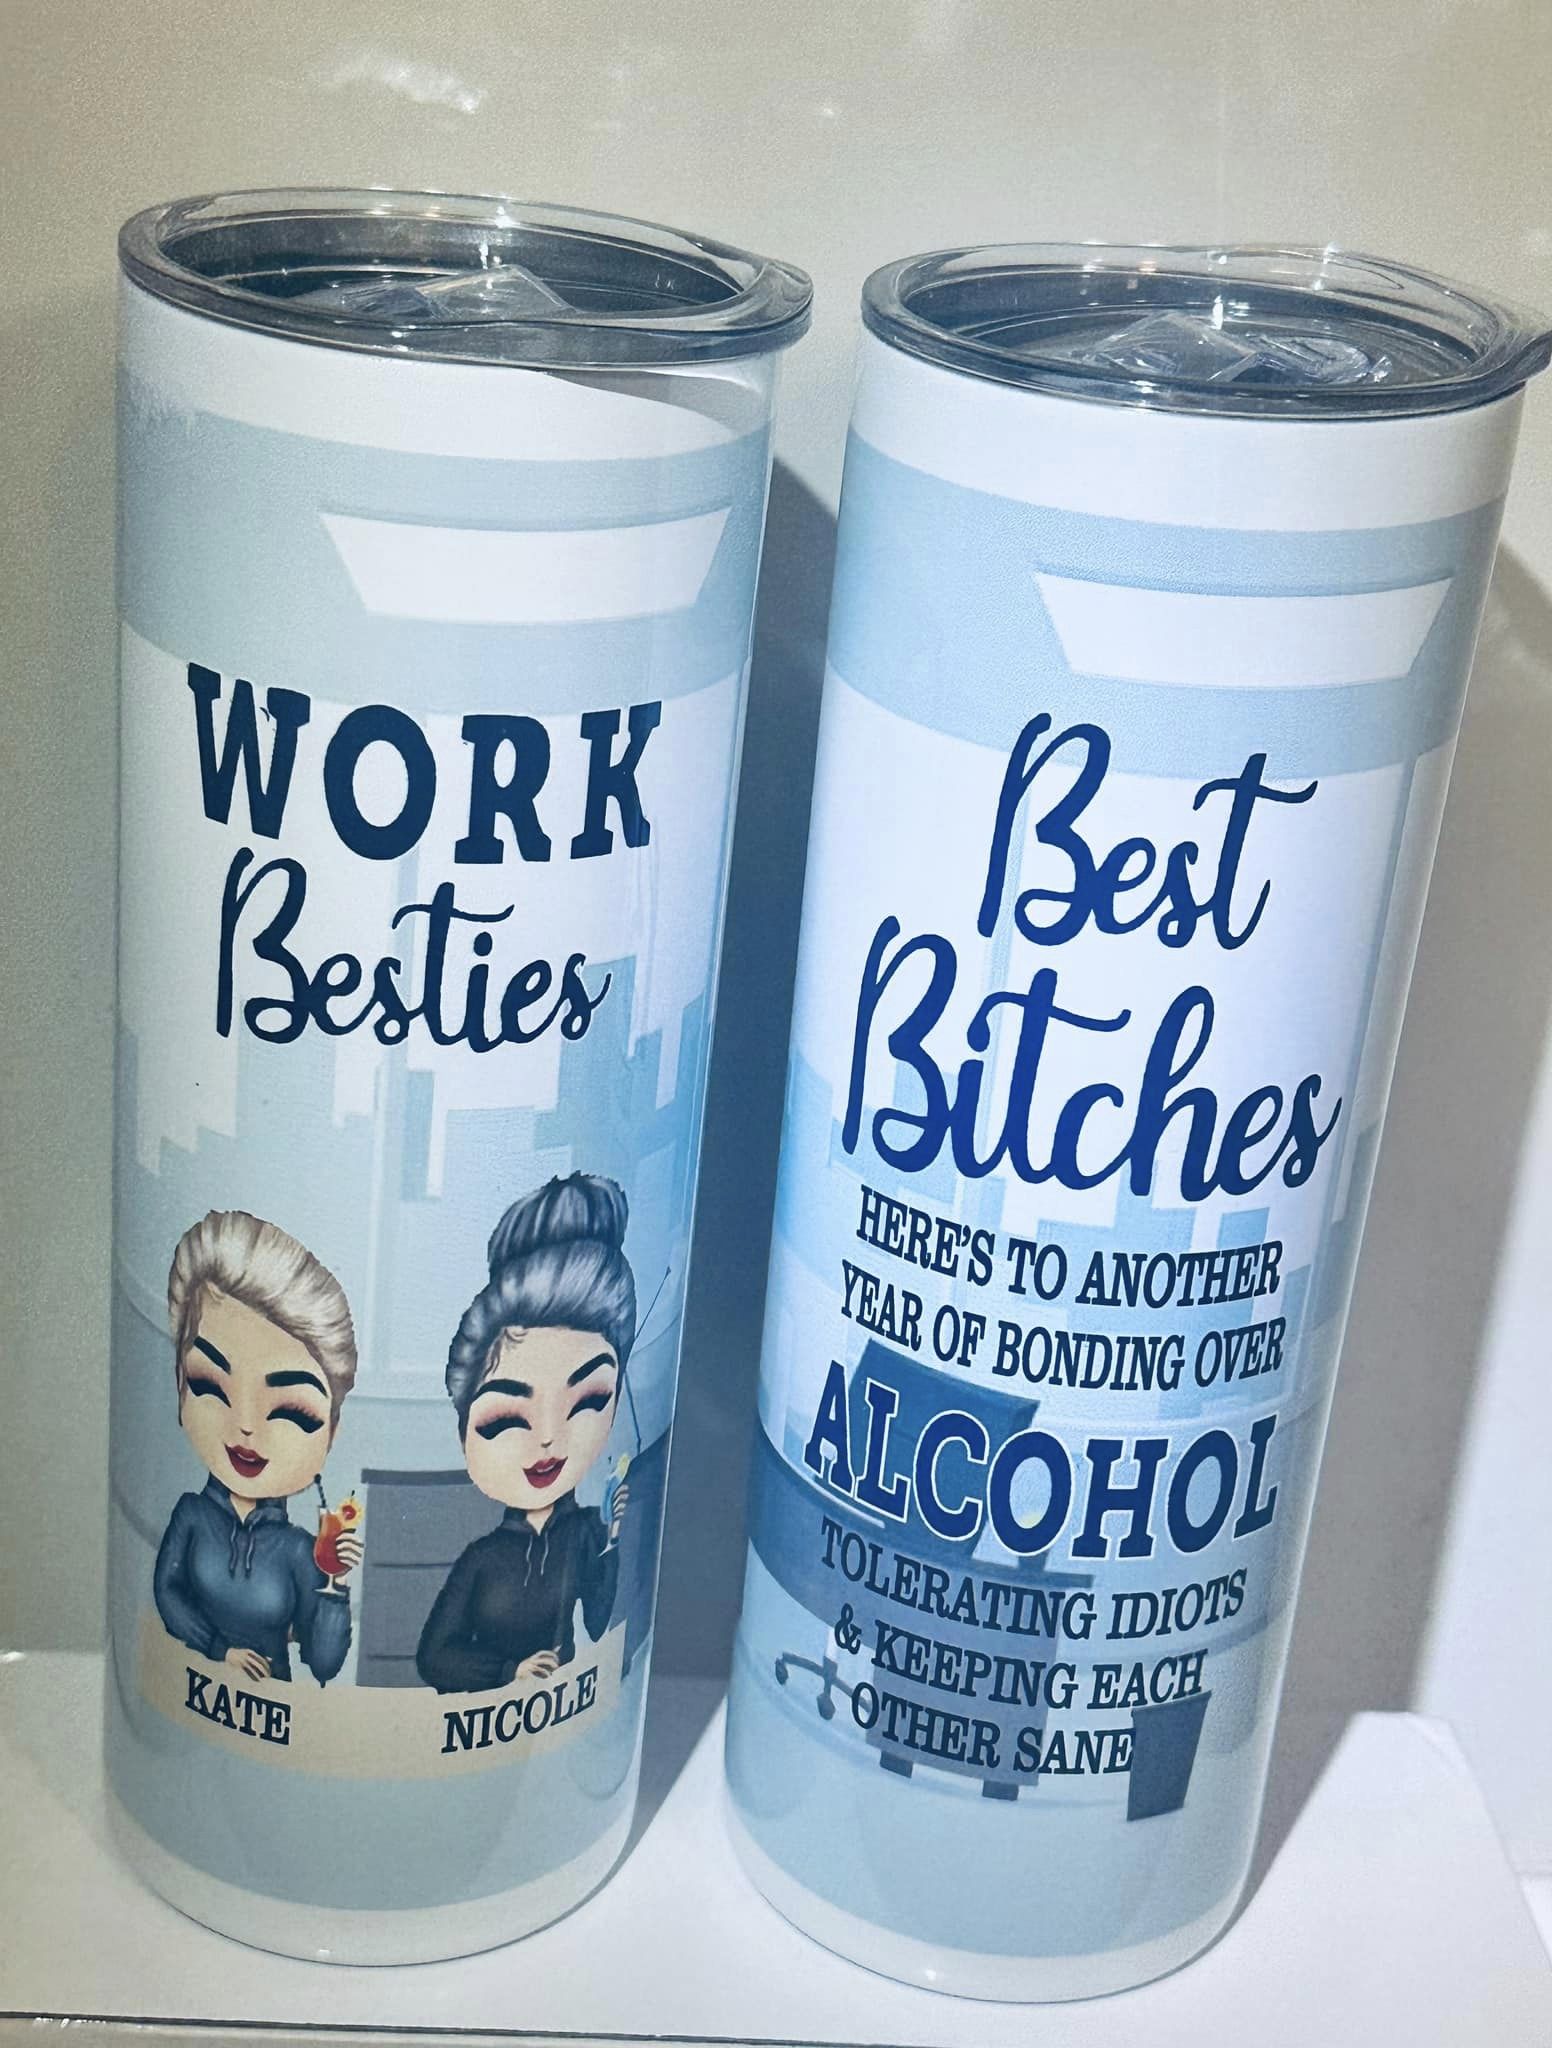 WORK
Besties
KATE
NICOLE
Best
Bitches
HERE'S TO ANOTHER
YEAR OF BONDING OVER
ALCOHOL
TOLERATING IDIOTS
& KEEPING EACH
OTHER SANE